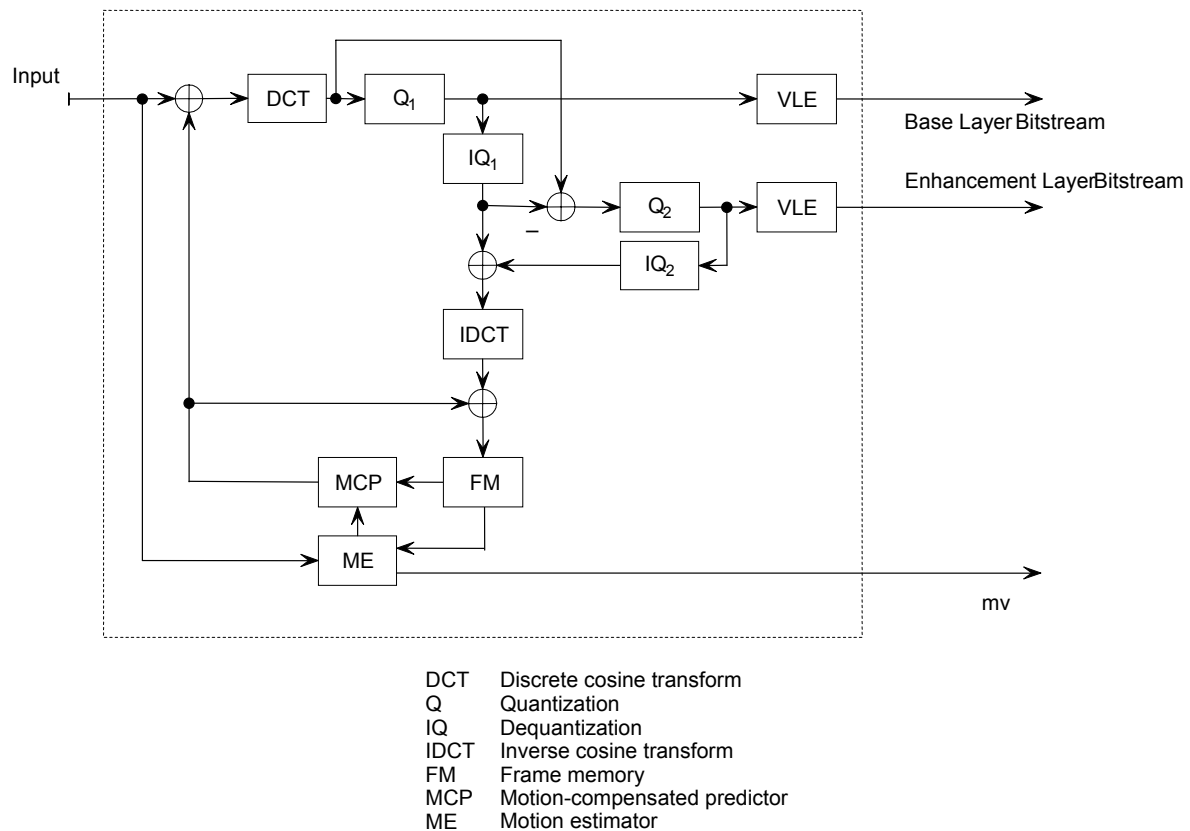 Input
DCT
Q1
VLE
Base Layer Bitstream
IQ1
Enhancement LayerBitstream
Q2
VLE
–
IQ2
IDCT
MCP
FM
ME
mv
DCT Discrete cosine transform
Q Quantization
IQ Dequantization
IDCT Inverse cosine transform
FM Frame memory
MCP Motion-compensated predictor
ME Motion estimator